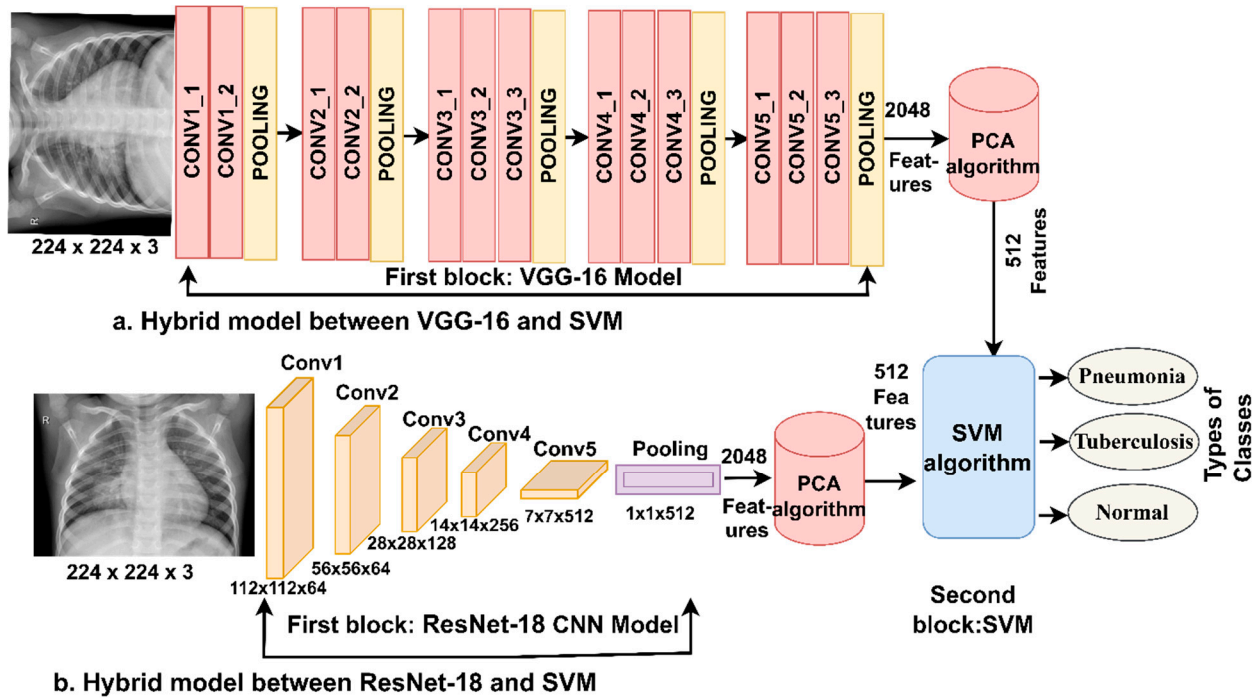 CONV1_1
CONV1_2
POOLING
CONV2_1
CONV2_2
POOLING
CONV3_1
CONV3_2
CONV3_3
POOLING
CONV4_1
CONV4_2
CONV4_3
POOLING
CONV5_1
CONV5_2
CONV5_3
POOLING
2048
Feat-
ures
PCA
algorithm
R
224 x 224 x 3
First block: VGG-16 Model
512
Features
a. Hybrid model between VGG-16 and SVM
R
224 x 224 x 3
Conv1
112x112x64
Conv2
56x56x64
Conv3
28x28x128
Conv4
14x14x256
Conv5
7x7x512
Pooling
1x1x512
2048
Feat-
ures
PCA
algorithm
512
Fea
tures
SVM
algorithm
Pneumonia
Tuberculosis
Normal
Types of
Classes
First block: ResNet-18 CNN Model
Second
block:SVM
b. Hybrid model between ResNet-18 and SVM